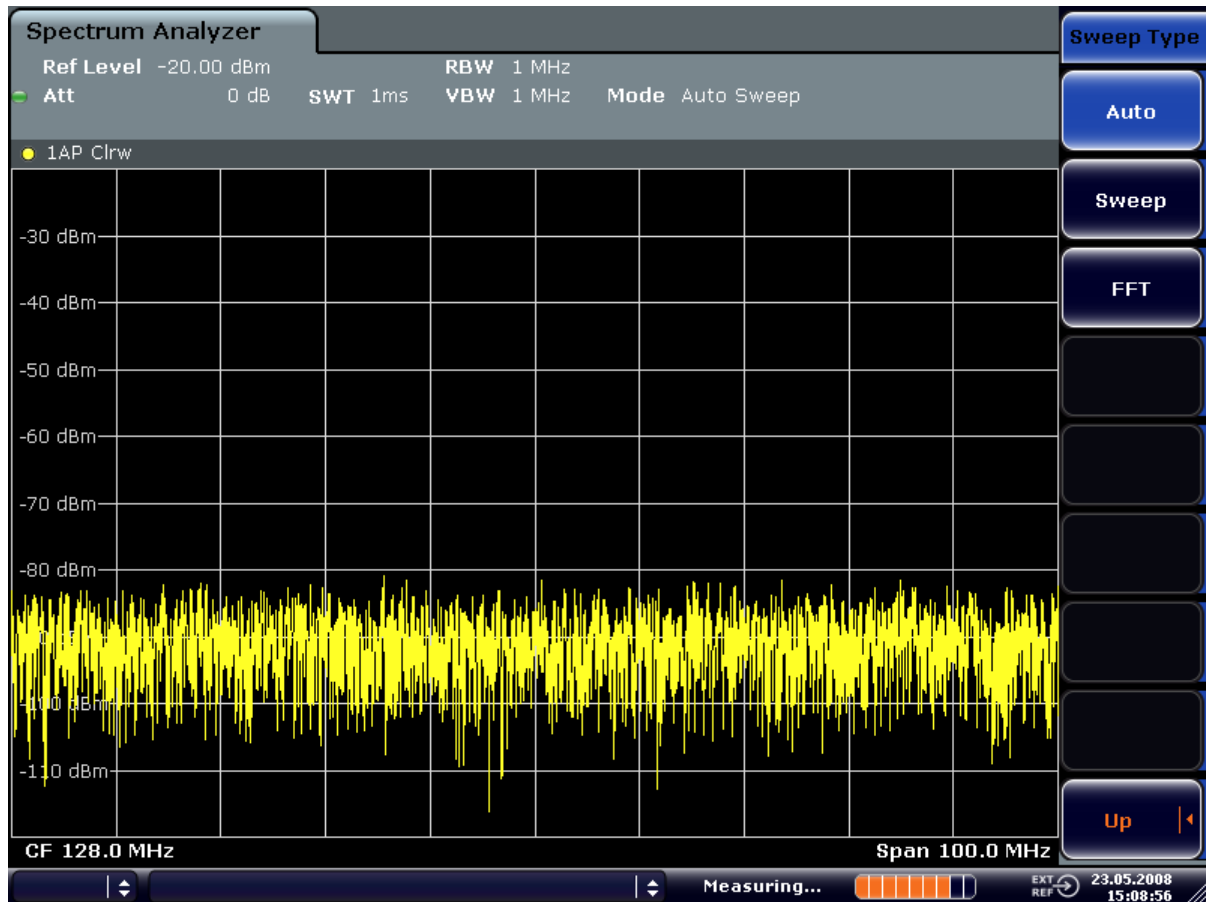 Spectrum Analyzer
Ref Level -20.00 dBm RBW 1 MHz
Att 0 dB SWT 1ms VBW 1 MHz Mode Auto Sweep
1AP Clrw
-30 dBm
-40 dBm
-50 dBm
-60 dBm
-70 dBm
-80 dBm
-100 dBm
-110 dBm
CF 128.0 MHz Span 100.0 MHz
Measuring...
EXT REF
23.05.2008
15:08:56
Sweep Type
Auto
Sweep
FFT
Up